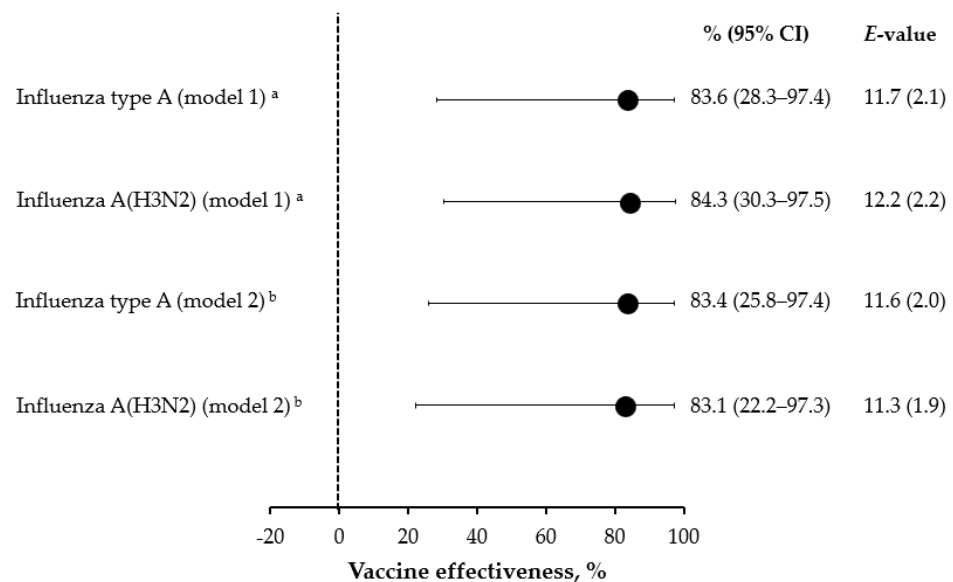 % (95% CI) E-value
Influenza type A (model 1) ᵃ 83.6 (28.3–97.4) 11.7 (2.1)
Influenza A(H3N2) (model 1) ᵃ 84.3 (30.3–97.5) 12.2 (2.2)
Influenza type A (model 2) ᵇ 83.4 (25.8–97.4) 11.6 (2.0)
Influenza A(H3N2) (model 2) ᵇ 83.1 (22.2–97.3) 11.3 (1.9)
-20 0 20 40 60 80 100
Vaccine effectiveness, %